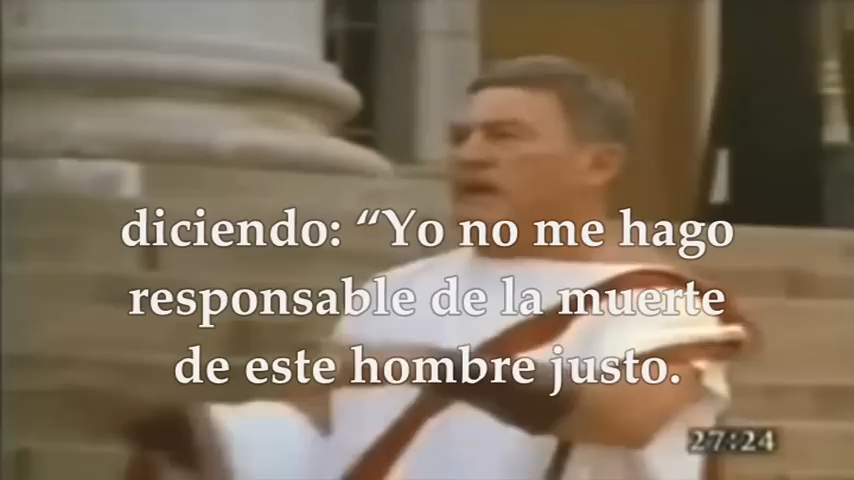 diciendo: “Yo no me hago
responsable de la muerte
de este hombre justo.
27:24